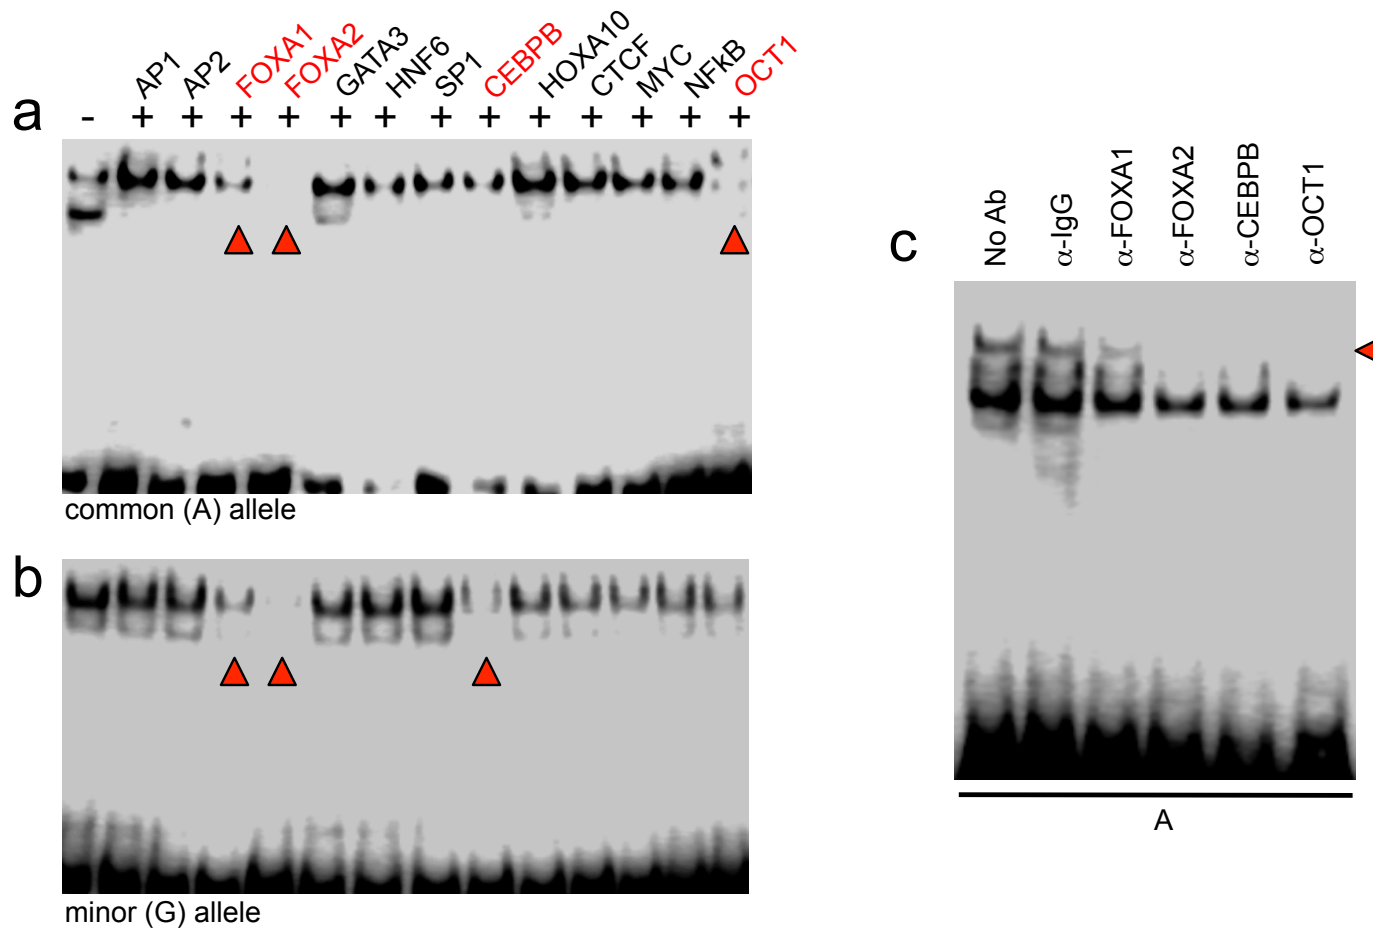 a
AP1
AP2
FOXA1
FOXA2
GATA3
HNF6
SP1
CEBPB
HOXA10
CTCF
MYC
NFkB
OCT1
- + + + + + + + + + + + + +
common (A) allele
b
minor (G) allele
c
No Ab
α-IgG
α-FOXA1
α-FOXA2
α-CEBPB
α-OCT1
A